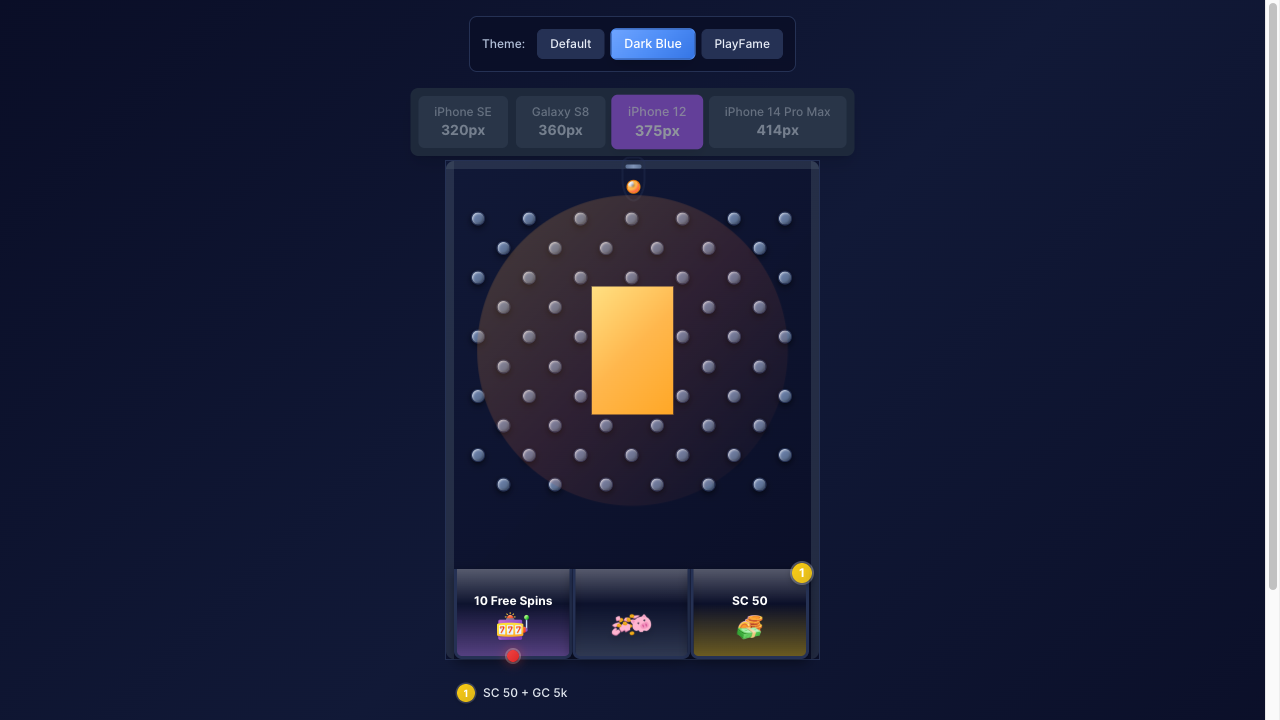 Theme: Default Dark Blue PlayFame
iPhone SE Galaxy S8 iPhone 12 iPhone 14 Pro Max
320px 360px 375px 414px
1
10 Free Spins SC 50
777
1 SC 50 + GC 5k